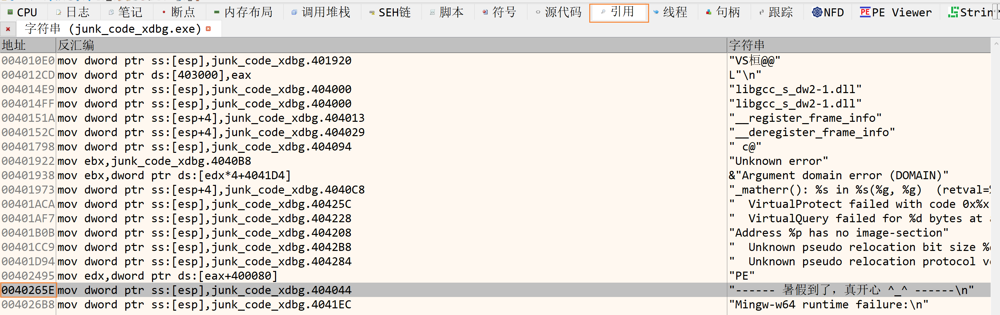 CPU 日志 笔记 断点 内存布局 调用堆栈 SEH链 脚本 符号 源代码 引用 线程 句柄 跟踪 NFD PE PE Viewer Strin
字符串 (junk_code_xdbg.exe)
地址 反汇编 字符串
004010E0 mov dword ptr ss:[esp],junk_code_xdbg.401920 "VS桓@@"
004012CD mov dword ptr ds:[403000],eax L"\n"
004014E9 mov dword ptr ss:[esp],junk_code_xdbg.404000 "libgcc_s_dw2-1.dll"
004014FF mov dword ptr ss:[esp],junk_code_xdbg.404000 "libgcc_s_dw2-1.dll"
0040151A mov dword ptr ss:[esp+4],junk_code_xdbg.404013 "__register_frame_info"
0040152C mov dword ptr ss:[esp+4],junk_code_xdbg.404029 "__deregister_frame_info"
00401798 mov dword ptr ss:[esp],junk_code_xdbg.404094 " c@"
00401922 mov ebx,junk_code_xdbg.4040B8 "Unknown error"
00401938 mov ebx,dword ptr ds:[edx*4+4041D4] &"Argument domain error (DOMAIN)"
00401973 mov dword ptr ss:[esp+4],junk_code_xdbg.4040C8 "_matherr(): %s in %s(%g, %g)  (retval=%
00401ACA mov dword ptr ss:[esp],junk_code_xdbg.40425C "  VirtualProtect failed with code 0x%x
00401AF7 mov dword ptr ss:[esp],junk_code_xdbg.404228 "  VirtualQuery failed for %d bytes at
00401B0B mov dword ptr ss:[esp],junk_code_xdbg.404208 "Address %p has no image-section"
00401CC9 mov dword ptr ss:[esp],junk_code_xdbg.4042B8 "  Unknown pseudo relocation bit size %
00401D94 mov dword ptr ss:[esp],junk_code_xdbg.404284 "  Unknown pseudo relocation protocol v
00402495 mov edx,dword ptr ds:[eax+400080] "PE"
0040265E mov dword ptr ss:[esp],junk_code_xdbg.404044 "------ 暑假到了，真开心 ^_^ ------\n"
004026B8 mov dword ptr ss:[esp],junk_code_xdbg.4041EC "Mingw-w64 runtime failure:\n"